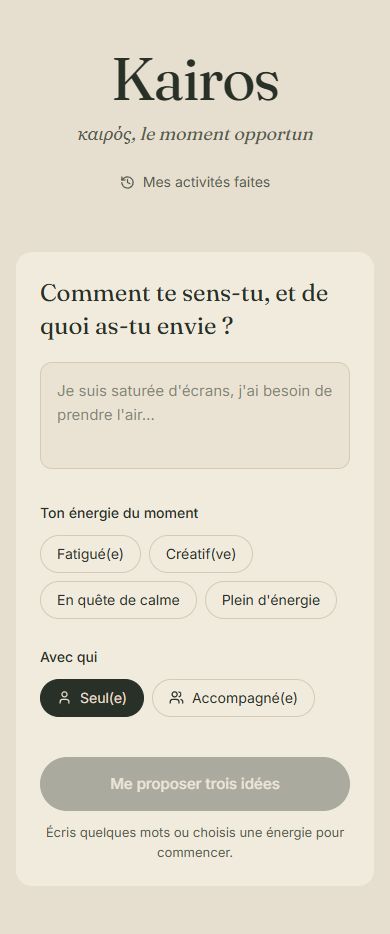 Kairos
καιρός, le moment opportun
Mes activités faites
Comment te sens-tu, et de
quoi as-tu envie ?
Je suis saturée d'écrans, j'ai besoin de
prendre l'air...
Ton énergie du moment
Fatigué(e) Créatif(ve)
En quête de calme Plein d'énergie
Avec qui
Seul(e) Accompagné(e)
Me proposer trois idées
Écris quelques mots ou choisis une énergie pour
commencer.